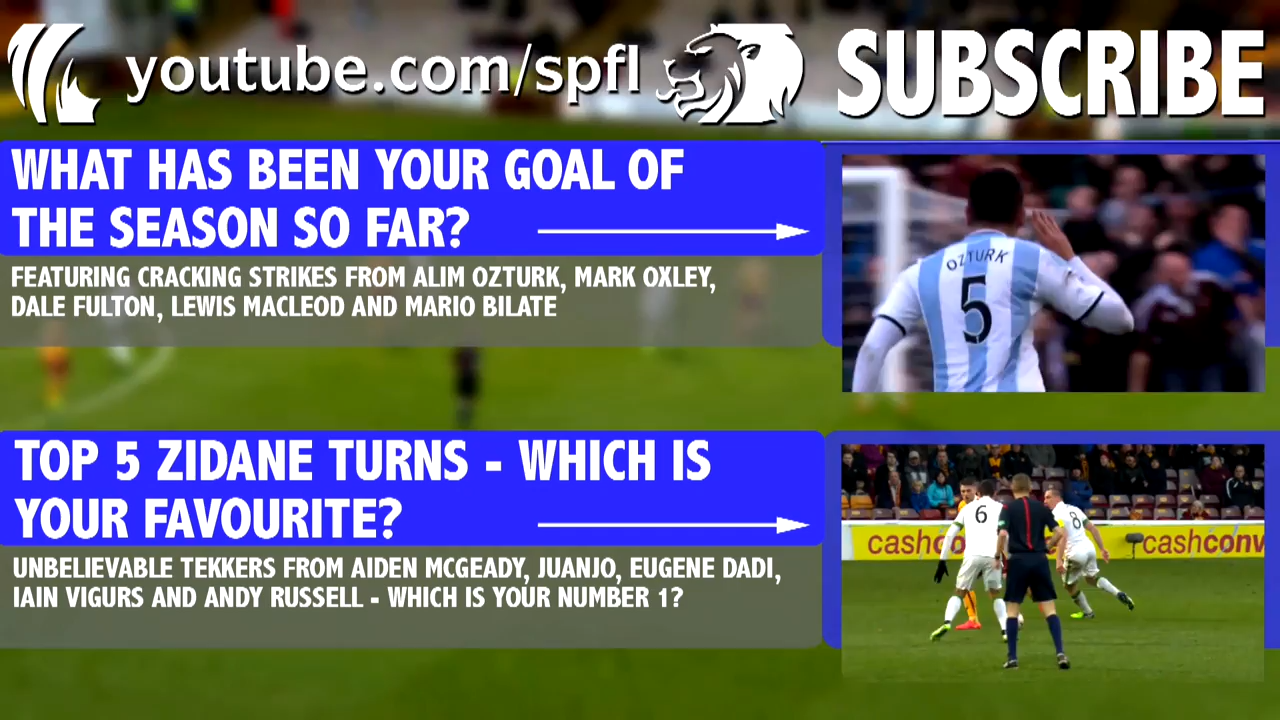 youtube.com/spfl SUBSCRIBE
WHAT HAS BEEN YOUR GOAL OF
THE SEASON SO FAR?
FEATURING CRACKING STRIKES FROM ALIM OZTURK, MARK OXLEY,
DALE FULTON, LEWIS MACLEOD AND MARIO BILATE
OZTURK
5
TOP 5 ZIDANE TURNS - WHICH IS
YOUR FAVOURITE?
UNBELIEVABLE TEKKERS FROM AIDEN MCGEADY, JUANJO, EUGENE DADI,
IAIN VIGURS AND ANDY RUSSELL - WHICH IS YOUR NUMBER 1?
6
8
cashco
cashconv